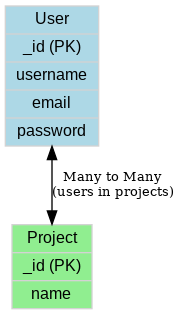 User
_id (PK)
username
email
password
Many to Many
(users in projects)
Project
_id (PK)
name